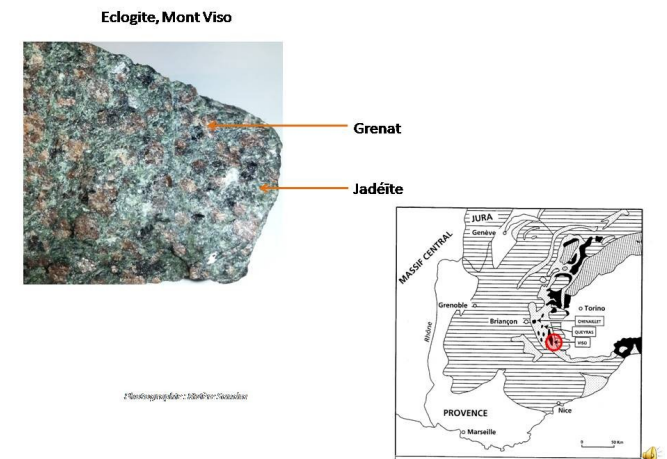 Eclogite, Mont Viso
Grenat
Jadéïte
JURA
Genève
MASSIF CENTRAL
Grenoble
Torino
Briançon
CHENAILLET
QUEYRAS
VISO
Rhône
PROVENCE
Nice
Marseille
0 50 Km